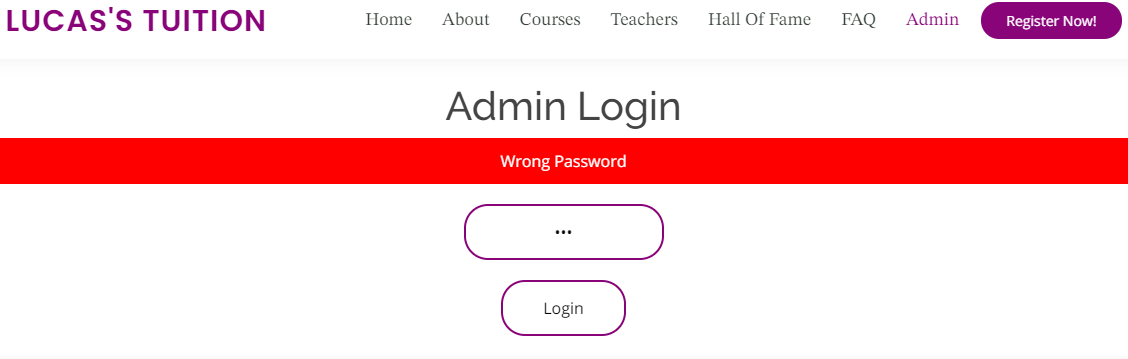 LUCAS'S TUITION Home About Courses Teachers Hall Of Fame FAQ Admin Register Now!
Admin Login
Wrong Password
•••
Login